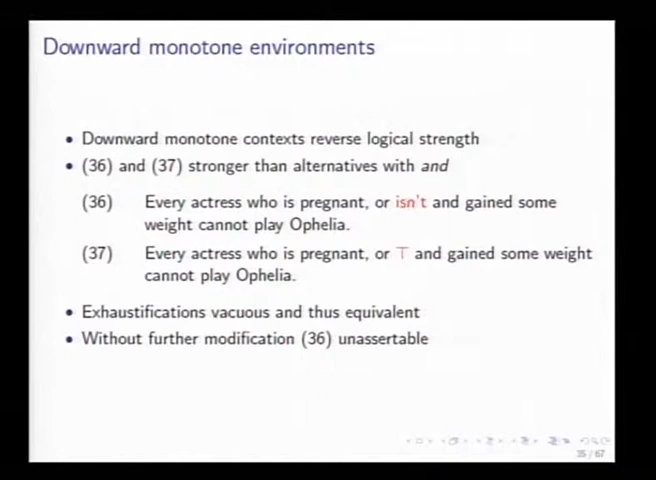 Downward monotone environments
• Downward monotone contexts reverse logical strength
• (36) and (37) stronger than alternatives with and
(36) Every actress who is pregnant, or isn't and gained some
weight cannot play Ophelia.
(37) Every actress who is pregnant, or ⊤ and gained some weight
cannot play Ophelia.
• Exhaustifications vacuous and thus equivalent
• Without further modification (36) unassertable
35 / 67